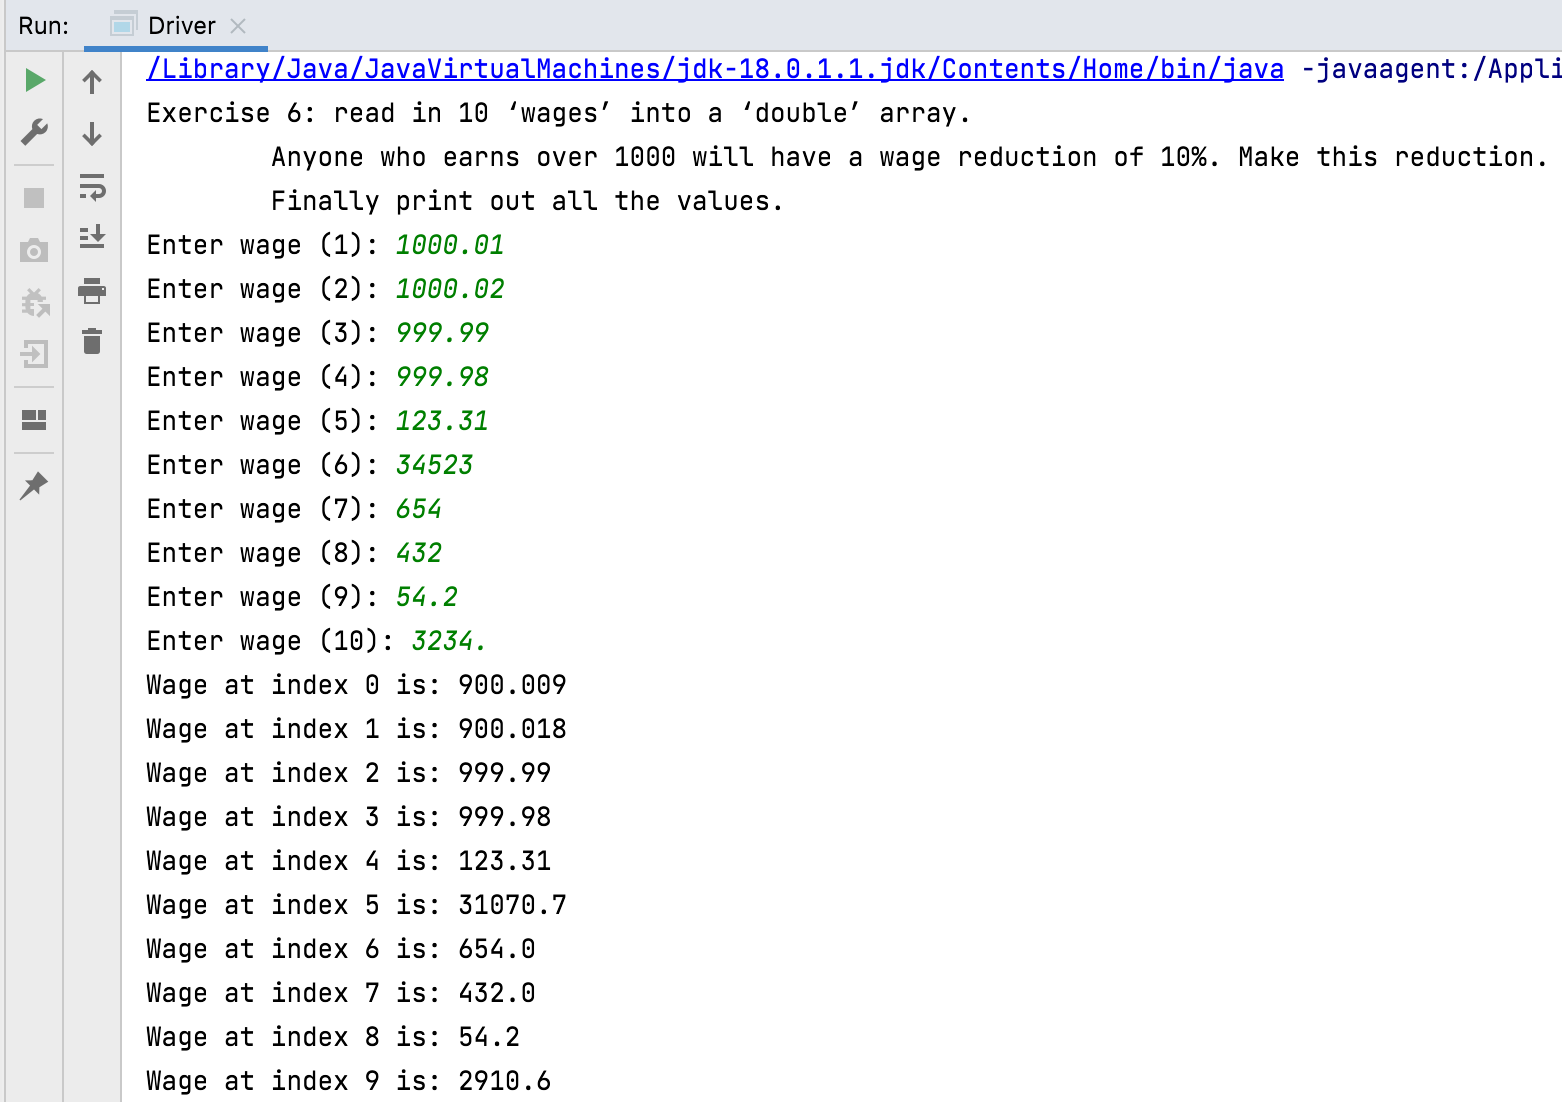 Run: Driver
/Library/Java/JavaVirtualMachines/jdk-18.0.1.1.jdk/Contents/Home/bin/java -javaagent:/Appli
Exercise 6: read in 10 ‘wages’ into a ‘double’ array.
Anyone who earns over 1000 will have a wage reduction of 10%. Make this reduction.
Finally print out all the values.
Enter wage (1): 1000.01
Enter wage (2): 1000.02
Enter wage (3): 999.99
Enter wage (4): 999.98
Enter wage (5): 123.31
Enter wage (6): 34523
Enter wage (7): 654
Enter wage (8): 432
Enter wage (9): 54.2
Enter wage (10): 3234.
Wage at index 0 is: 900.009
Wage at index 1 is: 900.018
Wage at index 2 is: 999.99
Wage at index 3 is: 999.98
Wage at index 4 is: 123.31
Wage at index 5 is: 31070.7
Wage at index 6 is: 654.0
Wage at index 7 is: 432.0
Wage at index 8 is: 54.2
Wage at index 9 is: 2910.6